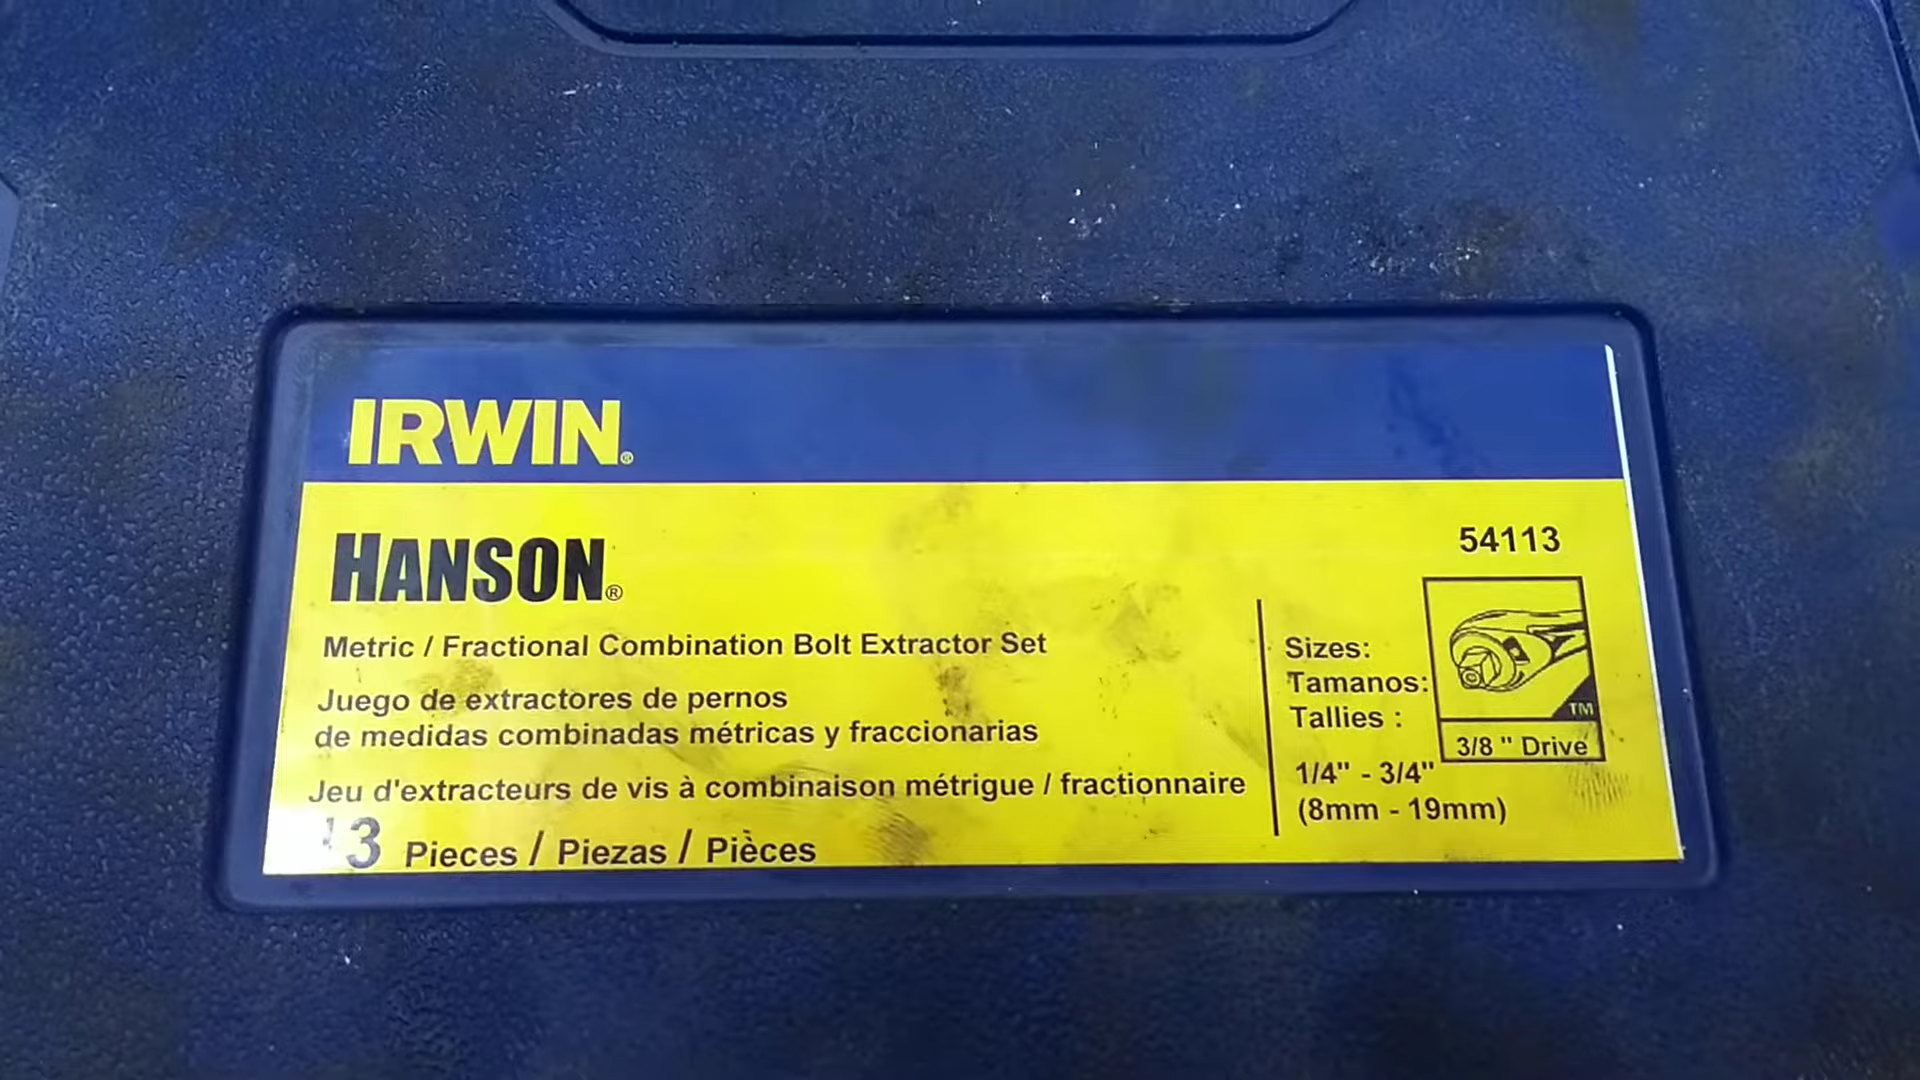 IRWIN®
HANSON®
Metric / Fractional Combination Bolt Extractor Set
Juego de extractores de pernos
de medidas combinadas métricas y fraccionarias
Jeu d'extracteurs de vis à combinaison métrigue / fractionnaire
13 Pieces / Piezas / Pièces
54113
Sizes:
Tamanos:
Tallies :
1/4" - 3/4"
(8mm - 19mm)
TM
3/8 " Drive